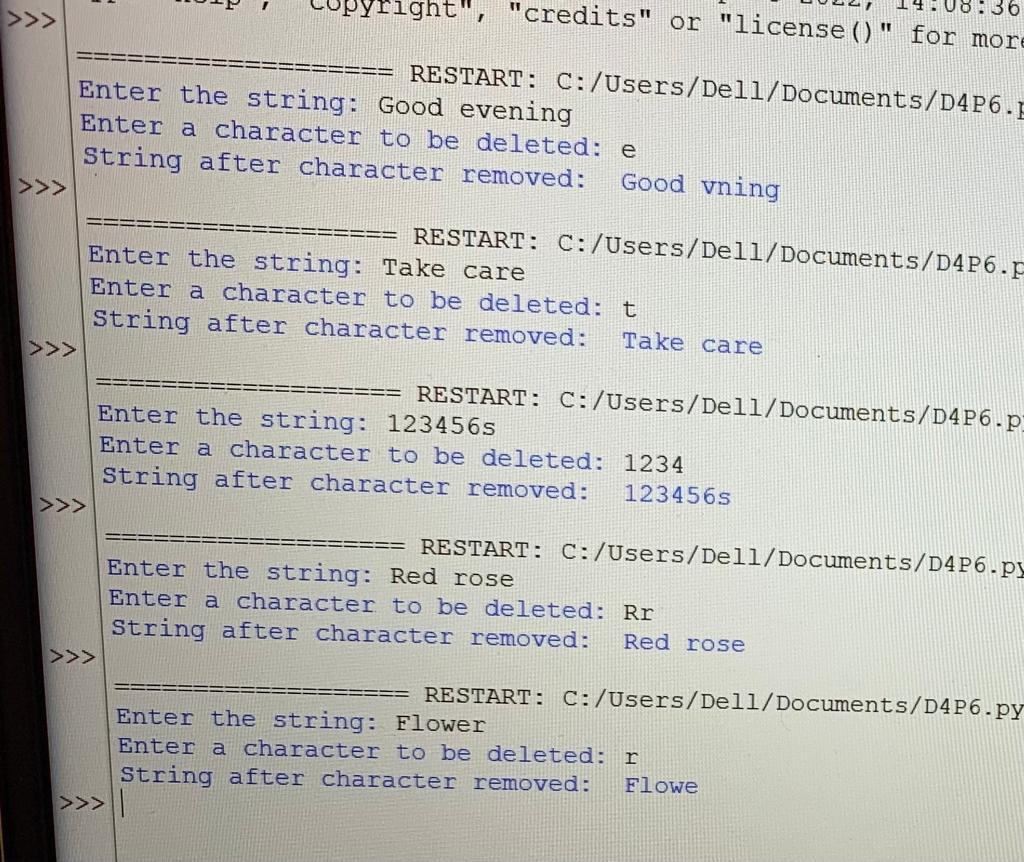 >>> "copyright", "credits" or "license()" for more
=================== RESTART: C:/Users/Dell/Documents/D4P6.p
Enter the string: Good evening
Enter a character to be deleted: e
String after character removed:  Good vning
>>>
=================== RESTART: C:/Users/Dell/Documents/D4P6.p
Enter the string: Take care
Enter a character to be deleted: t
String after character removed:  Take care
>>>
=================== RESTART: C:/Users/Dell/Documents/D4P6.py
Enter the string: 123456s
Enter a character to be deleted: 1234
String after character removed:  123456s
>>>
=================== RESTART: C:/Users/Dell/Documents/D4P6.py
Enter the string: Red rose
Enter a character to be deleted: Rr
String after character removed:  Red rose
>>>
=================== RESTART: C:/Users/Dell/Documents/D4P6.py
Enter the string: Flower
Enter a character to be deleted: r
String after character removed:  Flowe
>>>